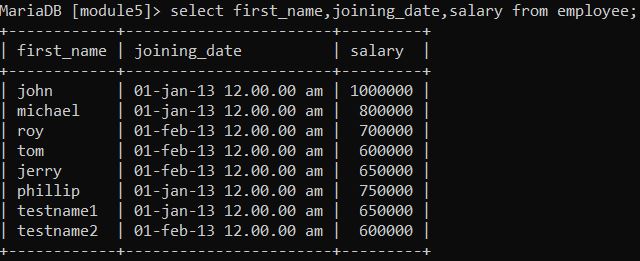 MariaDB [module5]> select first_name,joining_date,salary from employee;
+------------+-----------------------+---------+
| first_name | joining_date          | salary  |
+------------+-----------------------+---------+
| john       | 01-jan-13 12.00.00 am | 1000000 |
| michael    | 01-jan-13 12.00.00 am |  800000 |
| roy        | 01-feb-13 12.00.00 am |  700000 |
| tom        | 01-feb-13 12.00.00 am |  600000 |
| jerry      | 01-feb-13 12.00.00 am |  650000 |
| phillip    | 01-jan-13 12.00.00 am |  750000 |
| testname1  | 01-jan-13 12.00.00 am |  650000 |
| testname2  | 01-feb-13 12.00.00 am |  600000 |
+------------+-----------------------+---------+